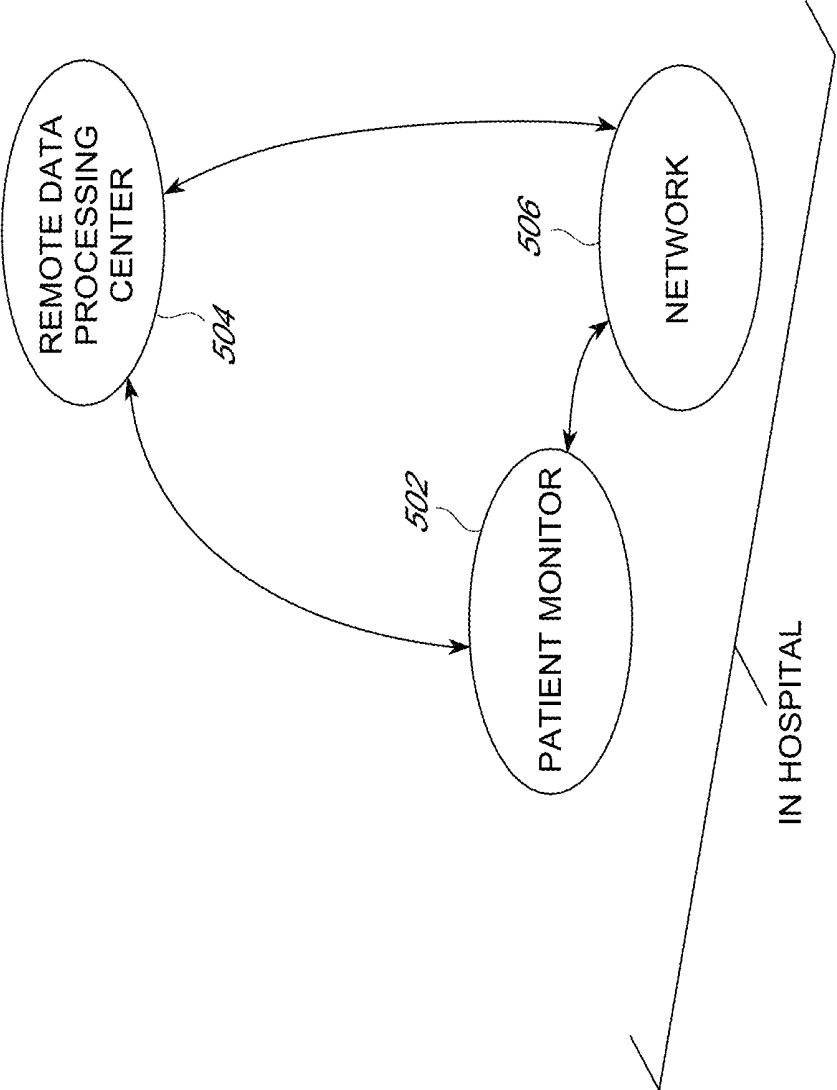 REMOTE DATA
PROCESSING
CENTER
504
506
NETWORK
502
PATIENT MONITOR
IN HOSPITAL